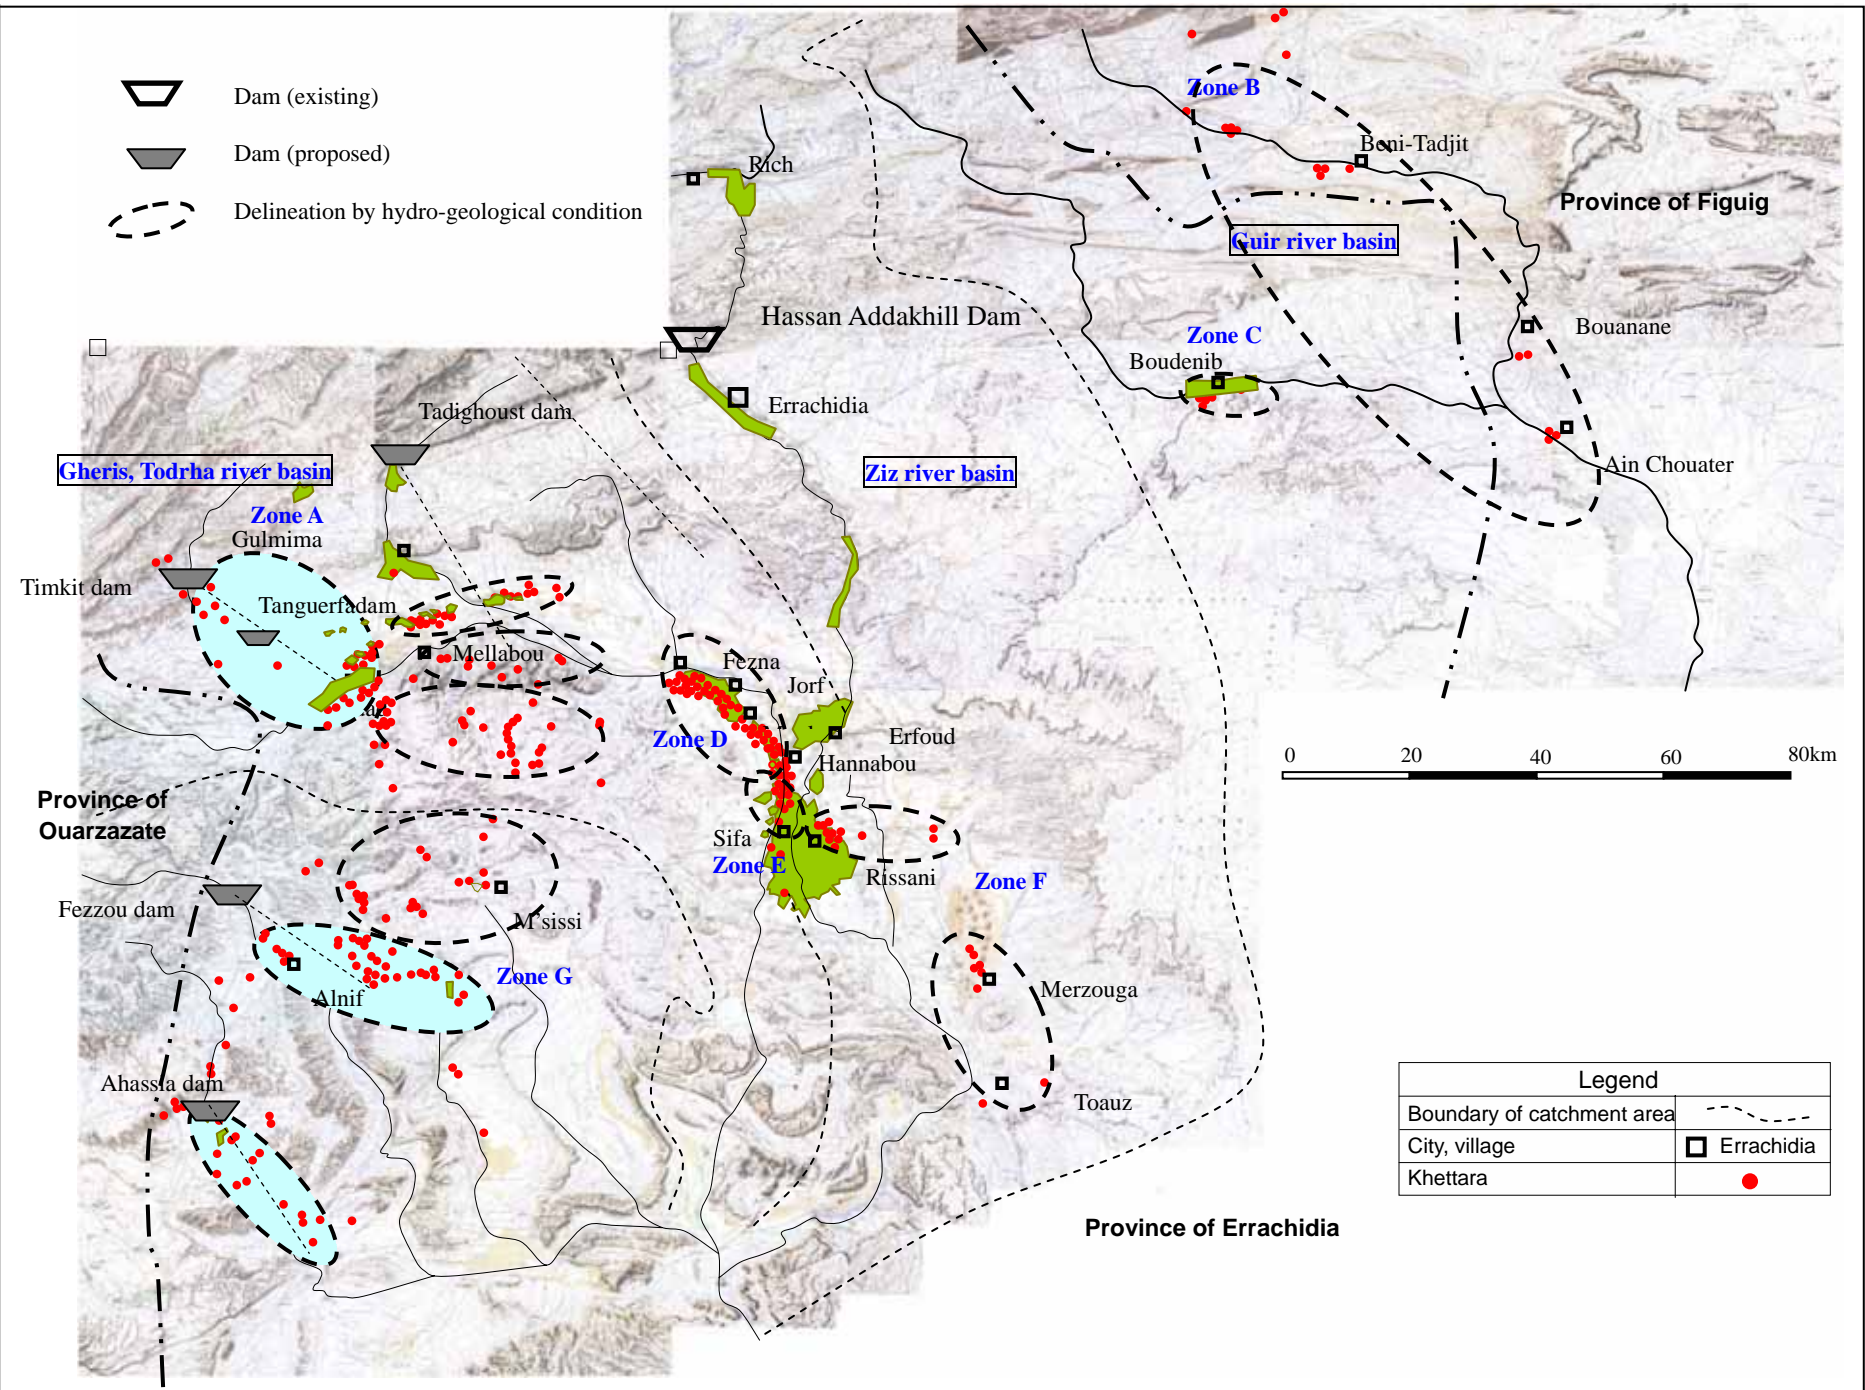 Dam (existing)
Dam (proposed)
Delineation by hydro-geological condition
Zone B
Beni-Tadjit
Rich
Province of Figuig
Guir river basin
Hassan Addakhill Dam
Bouanane
Zone C
Boudenib
Errachidia
Tadighoust dam
Gheris, Todrha river basin
Ziz river basin
Ain Chouater
Zone A
Gulmima
Timkit dam
Tanguerfadam
Mellabou
Fezna
Jorf
Zone D
Erfoud
Hannabou
0 20 40 60 80km
Province of
Ouarzazate
Sifa
Zone E
Rissani
Zone F
Fezzou dam
M'sissi
Zone G
Alnif
Merzouga
Ahassia dam
Toauz
Legend
Boundary of catchment area
City, village Errachidia
Khettara
Province of Errachidia